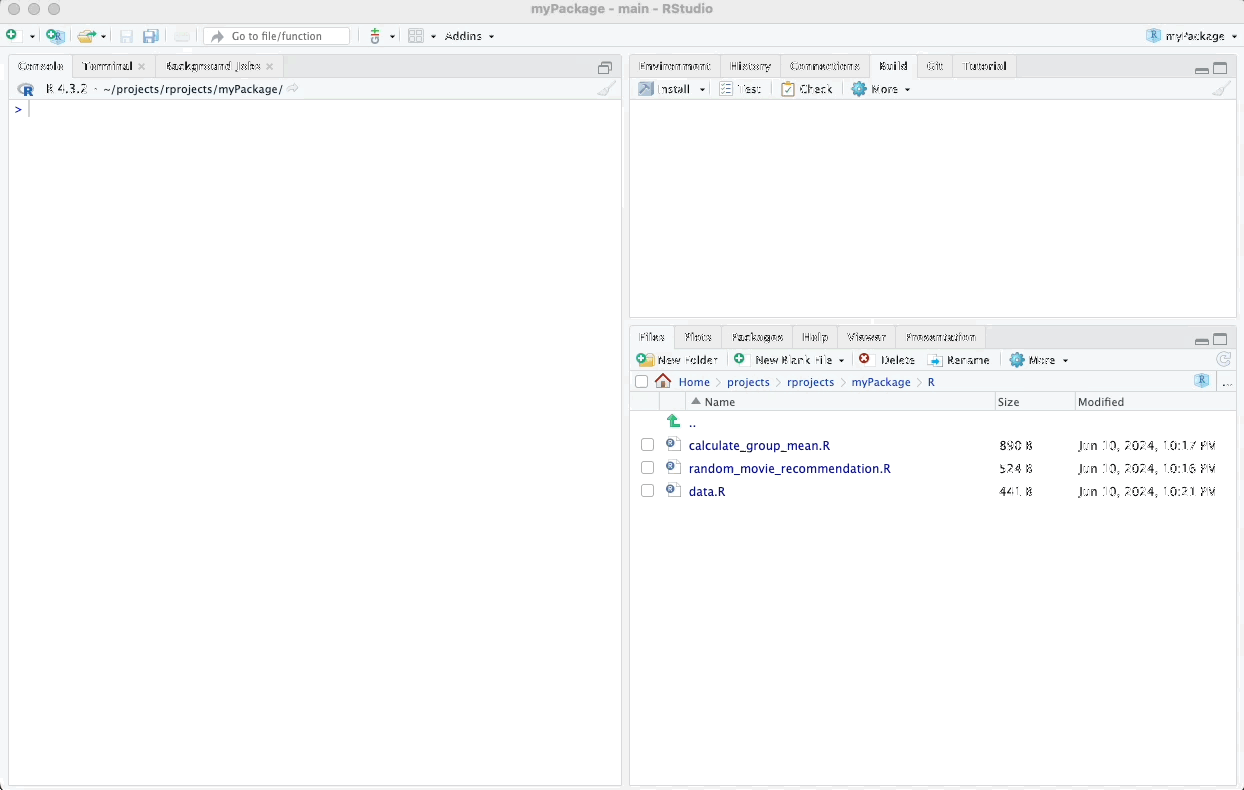 myPackage - main - RStudio
Go to file/function Addins myPackage
Console Terminal Background Jobs
R 4.3.2 · ~/projects/rprojects/myPackage/
>
Environment History Connections Build Git Tutorial
Install Test Check More
Files Plots Packages Help Viewer Presentation
New Folder New Blank File Delete Rename More
Home projects rprojects myPackage R ...
Name Size Modified
..
calculate_group_mean.R 890 B Jun 10, 2024, 10:17 PM
random_movie_recommendation.R 524 B Jun 10, 2024, 10:16 PM
data.R 441 B Jun 10, 2024, 10:21 PM